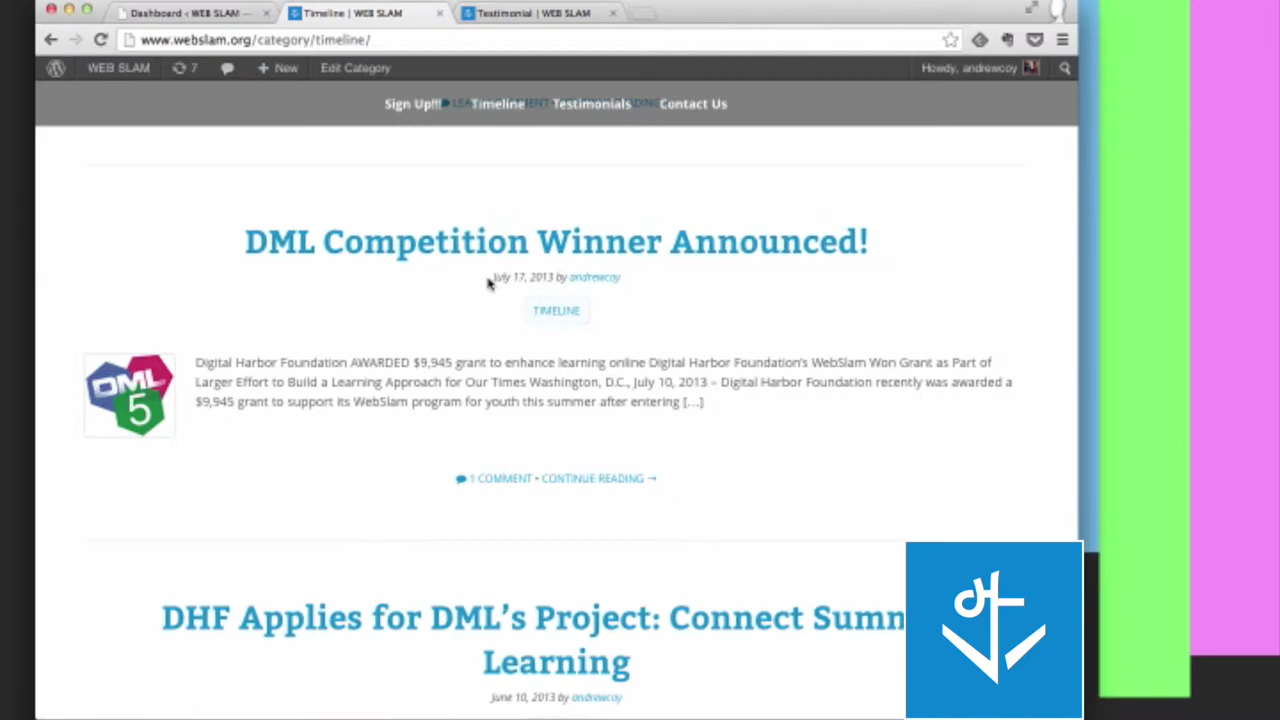 Dashboard ‹ WEB SLAM —
Timeline | WEB SLAM
Testimonial | WEB SLAM
www.webslam.org/category/timeline/
WEB SLAM
7
New
Edit Category
Howdy, andrewcoy
Sign Up!!!
Timeline
Testimonials
Contact Us
DML Competition Winner Announced!
July 17, 2013 by andrewcoy
TIMELINE
DML
5
Digital Harbor Foundation AWARDED $9,945 grant to enhance learning online Digital Harbor Foundation's WebSlam Won Grant as Part of
Larger Effort to Build a Learning Approach for Our Times Washington, D.C., July 10, 2013 – Digital Harbor Foundation recently was awarded a
$9,945 grant to support its WebSlam program for youth this summer after entering [...]
1 COMMENT • CONTINUE READING →
DHF Applies for DML's Project: Connect Summ
Learning
June 10, 2013 by andrewcoy